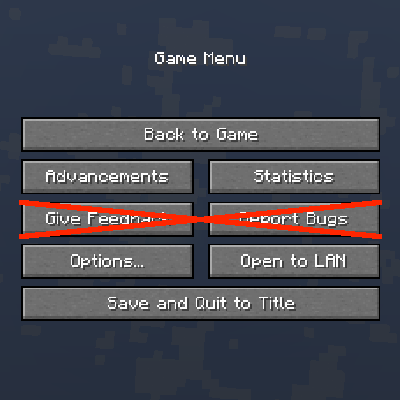 Game Menu
Back to Game
Advancements
Statistics
Give Feedback
Report Bugs
Options...
Open to LAN
Save and Quit to Title